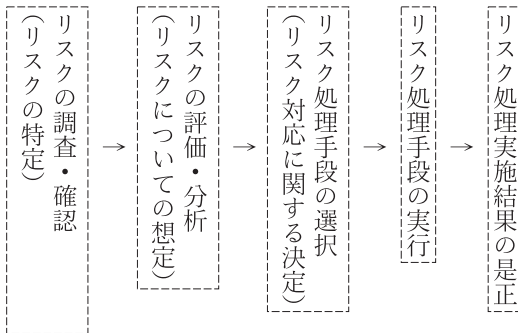 リスクの調査・確認
(リスクの特定)
→
リスクの評価・分析
(リスクについての想定)
→
リスク処理手段の選択
(リスク対応に関する決定)
→
リスク処理手段の実行
→
リスク処理実施結果の是正